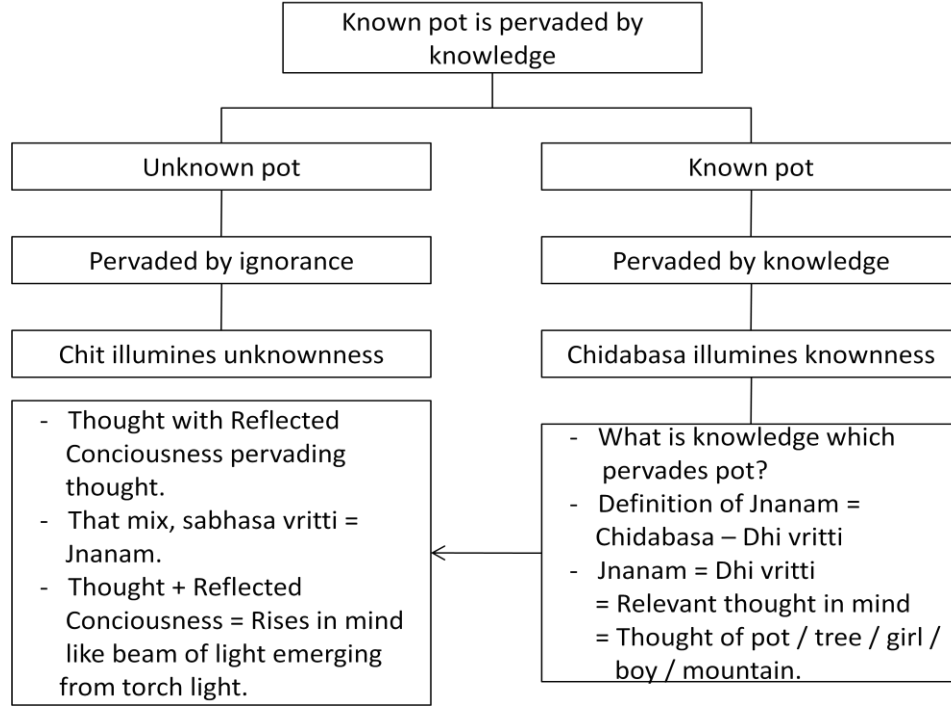 Known pot is pervaded by
knowledge
Unknown pot
Known pot
Pervaded by ignorance
Pervaded by knowledge
Chit illumines unknownness
Chidabasa illumines knownness
- Thought with Reflected
Conciousness pervading
thought.
- That mix, sabhasa vritti =
Jnanam.
- Thought + Reflected
Conciousness = Rises in mind
like beam of light emerging
from torch light.
- What is knowledge which
pervades pot?
- Definition of Jnanam =
Chidabasa – Dhi vritti
- Jnanam = Dhi vritti
= Relevant thought in mind
= Thought of pot / tree / girl /
boy / mountain.